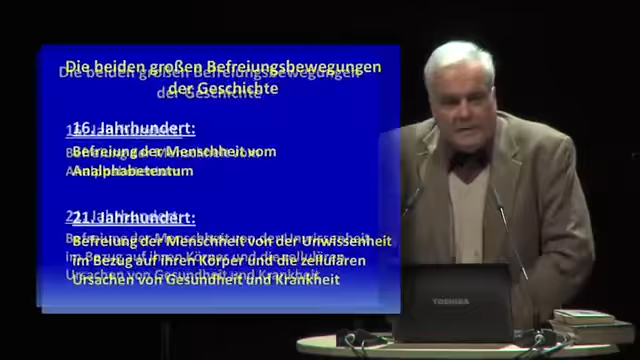 Die beiden großen Befreiungsbewegungen
der Geschichte
16. Jahrhundert:
Befreiung der Menschheit vom
Analphabetentum
21. Jahrhundert:
Befreiung der Menschheit von der Unwissenheit
im Bezug auf ihren Körper und die zellulären
Ursachen von Gesundheit und Krankheit
TOSHIBA